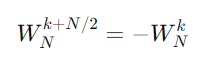 $W_N^{k+N/2} = -W_N^k$